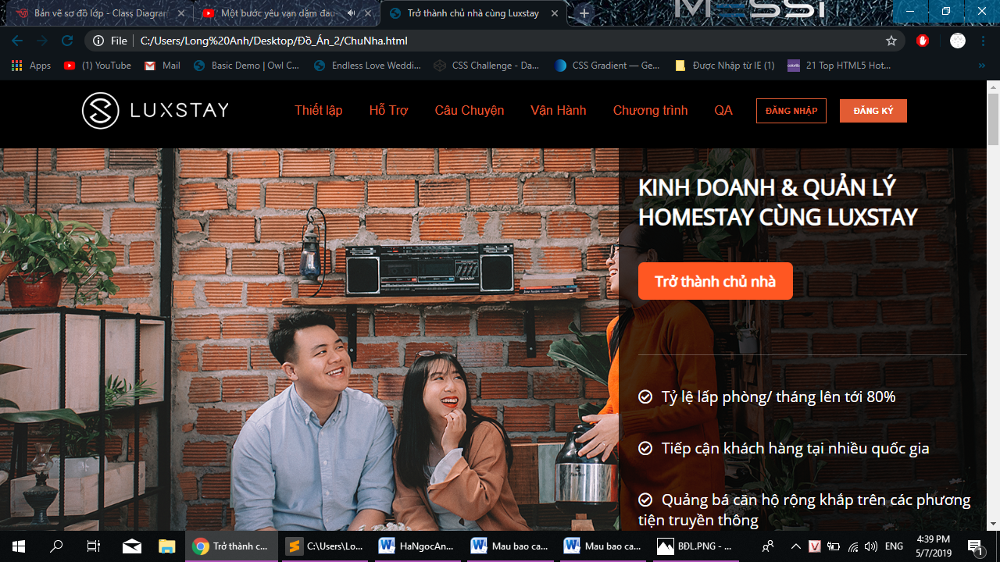 Bản vẽ sơ đồ lớp - Class Diagram
Một bước yêu vạn dặm đau
Trở thành chủ nhà cùng Luxstay
MESSI
File
C:/Users/Long%20Anh/Desktop/Đồ_Án_2/ChuNha.html
Apps
(1) YouTube
Mail
Basic Demo | Owl C...
Endless Love Weddi...
CSS Challenge - Da...
CSS Gradient — Ge...
Được Nhập từ IE (1)
21 Top HTML5 Hot...
LUXSTAY
Thiết lập
Hỗ Trợ
Câu Chuyện
Vận Hành
Chương trình
QA
ĐĂNG NHẬP
ĐĂNG KÝ
KINH DOANH & QUẢN LÝ
HOMESTAY CÙNG LUXSTAY
Trở thành chủ nhà
SHARP
Tỷ lệ lấp phòng/ tháng lên tới 80%
Tiếp cận khách hàng tại nhiều quốc gia
Quảng bá căn hộ rộng khắp trên các phương
tiện truyền thông
Trở thành c...
C:\Users\Lo...
HaNgocAn...
Mau bao ca...
Mau bao ca...
BĐL.PNG - ...
V
ENG
4:39 PM
5/7/2019
1